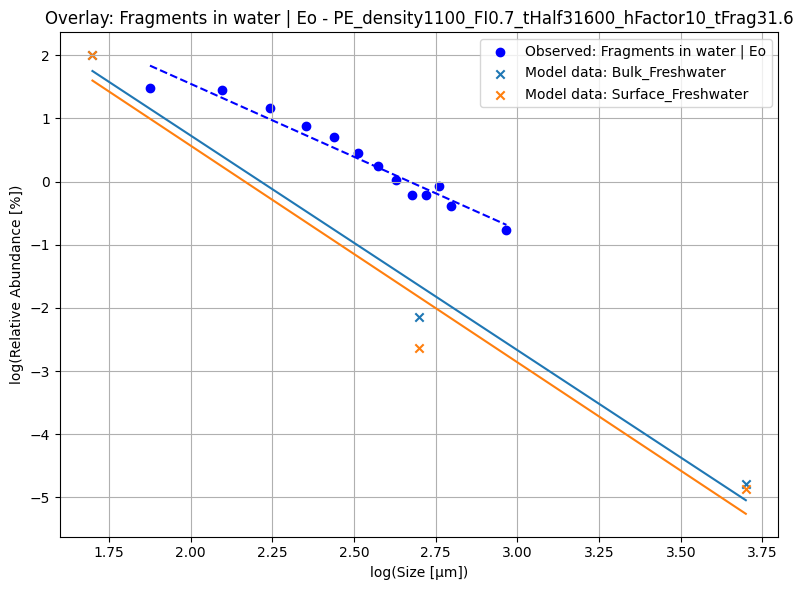 Overlay: Fragments in water | Eo - PE_density1100_FI0.7_tHalf31600_hFactor10_tFrag31.6
Observed: Fragments in water | Eo
Model data: Bulk_Freshwater
Model data: Surface_Freshwater
log(Relative Abundance [%])
2
1
0
−1
−2
−3
−4
−5
1.75
2.00
2.25
2.50
2.75
3.00
3.25
3.50
3.75
log(Size [μm])